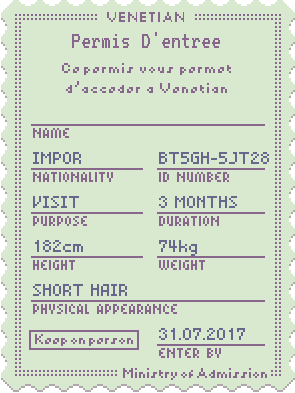 VENETIAN
Permis D'entree
Ce permis vous permet
d'acceder a Venetian
NAME
IMPOR BT5GH-5JT28
NATIONALITY ID NUMBER
VISIT 3 MONTHS
PURPOSE DURATION
182cm 74kg
HEIGHT WEIGHT
SHORT HAIR
PHYSICAL APPEARANCE
Keep on person 31.07.2017
ENTER BY
Ministry of Admission